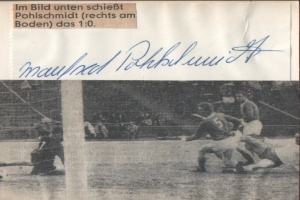 Im Bild unten schießt
Pohlschmidt (rechts am
Boden) das 1:0.
Manfred Pohlschmidt